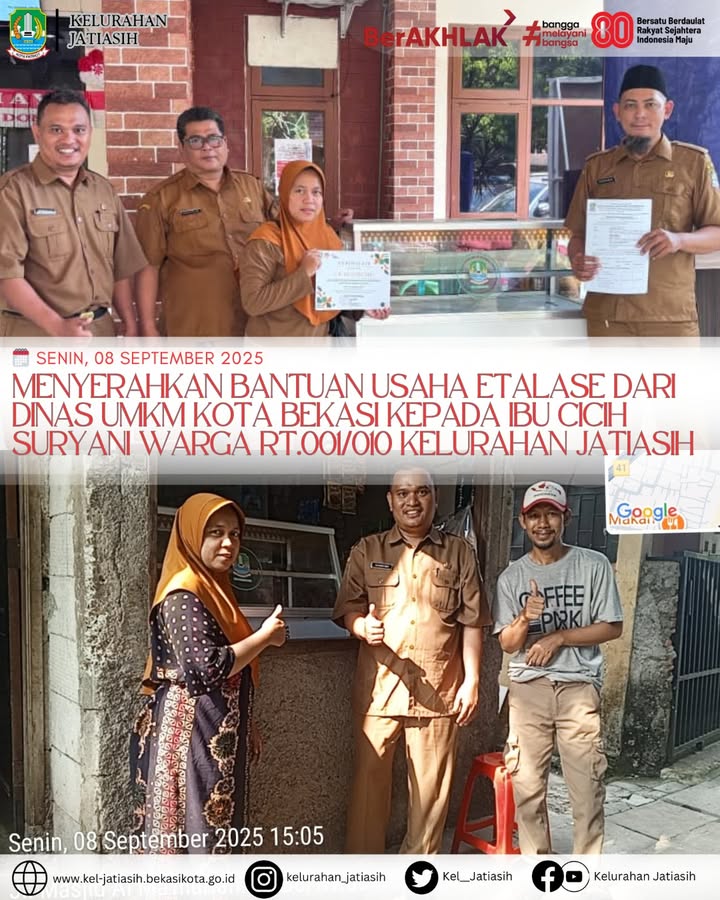 KELURAHAN
JATIASIH
BerAKHLAK
#bangga
melayani
bangsa
80
Bersatu Berdaulat
Rakyat Sejahtera
Indonesia Maju
SENIN, 08 SEPTEMBER 2025
MENYERAHKAN BANTUAN USAHA ETALASE DARI
DINAS UMKM KOTA BEKASI KEPADA IBU CICIH
SURYANI WARGA RT.001/010 KELURAHAN JATIASIH
41
Google
COFFEE
PARK
Senin, 08 September 2025 15:05
www.kel-jatiasih.bekasikota.go.id
kelurahan_jatiasih
Kel__Jatiasih
Kelurahan Jatiasih